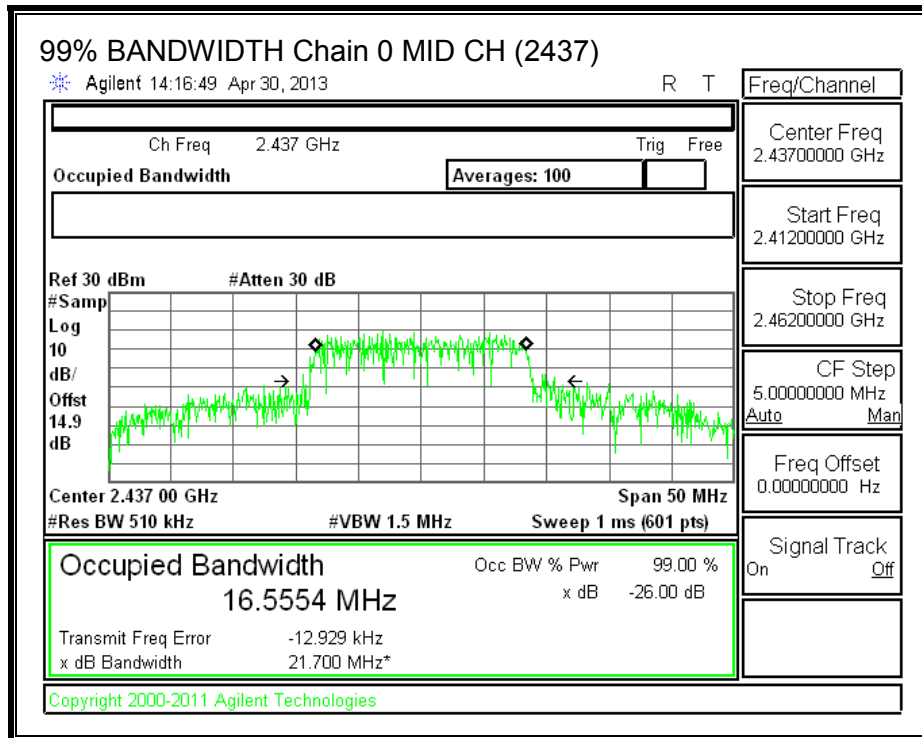 99% BANDWIDTH Chain 0 MID CH (2437)
Agilent 14:16:49 Apr 30, 2013 R T
Ch Freq 2.437 GHz Trig Free
Occupied Bandwidth Averages: 100
Ref 30 dBm #Atten 30 dB
#Samp
Log
10
dB/
Offst
14.9
dB
Center 2.437 00 GHz Span 50 MHz
#Res BW 510 kHz #VBW 1.5 MHz Sweep 1 ms (601 pts)
Occupied Bandwidth Occ BW % Pwr 99.00 %
16.5554 MHz x dB -26.00 dB
Transmit Freq Error -12.929 kHz
x dB Bandwidth 21.700 MHz*
Copyright 2000-2011 Agilent Technologies
Freq/Channel
Center Freq
2.43700000 GHz
Start Freq
2.41200000 GHz
Stop Freq
2.46200000 GHz
CF Step
5.00000000 MHz
Auto Man
Freq Offset
0.00000000 Hz
Signal Track
On Off